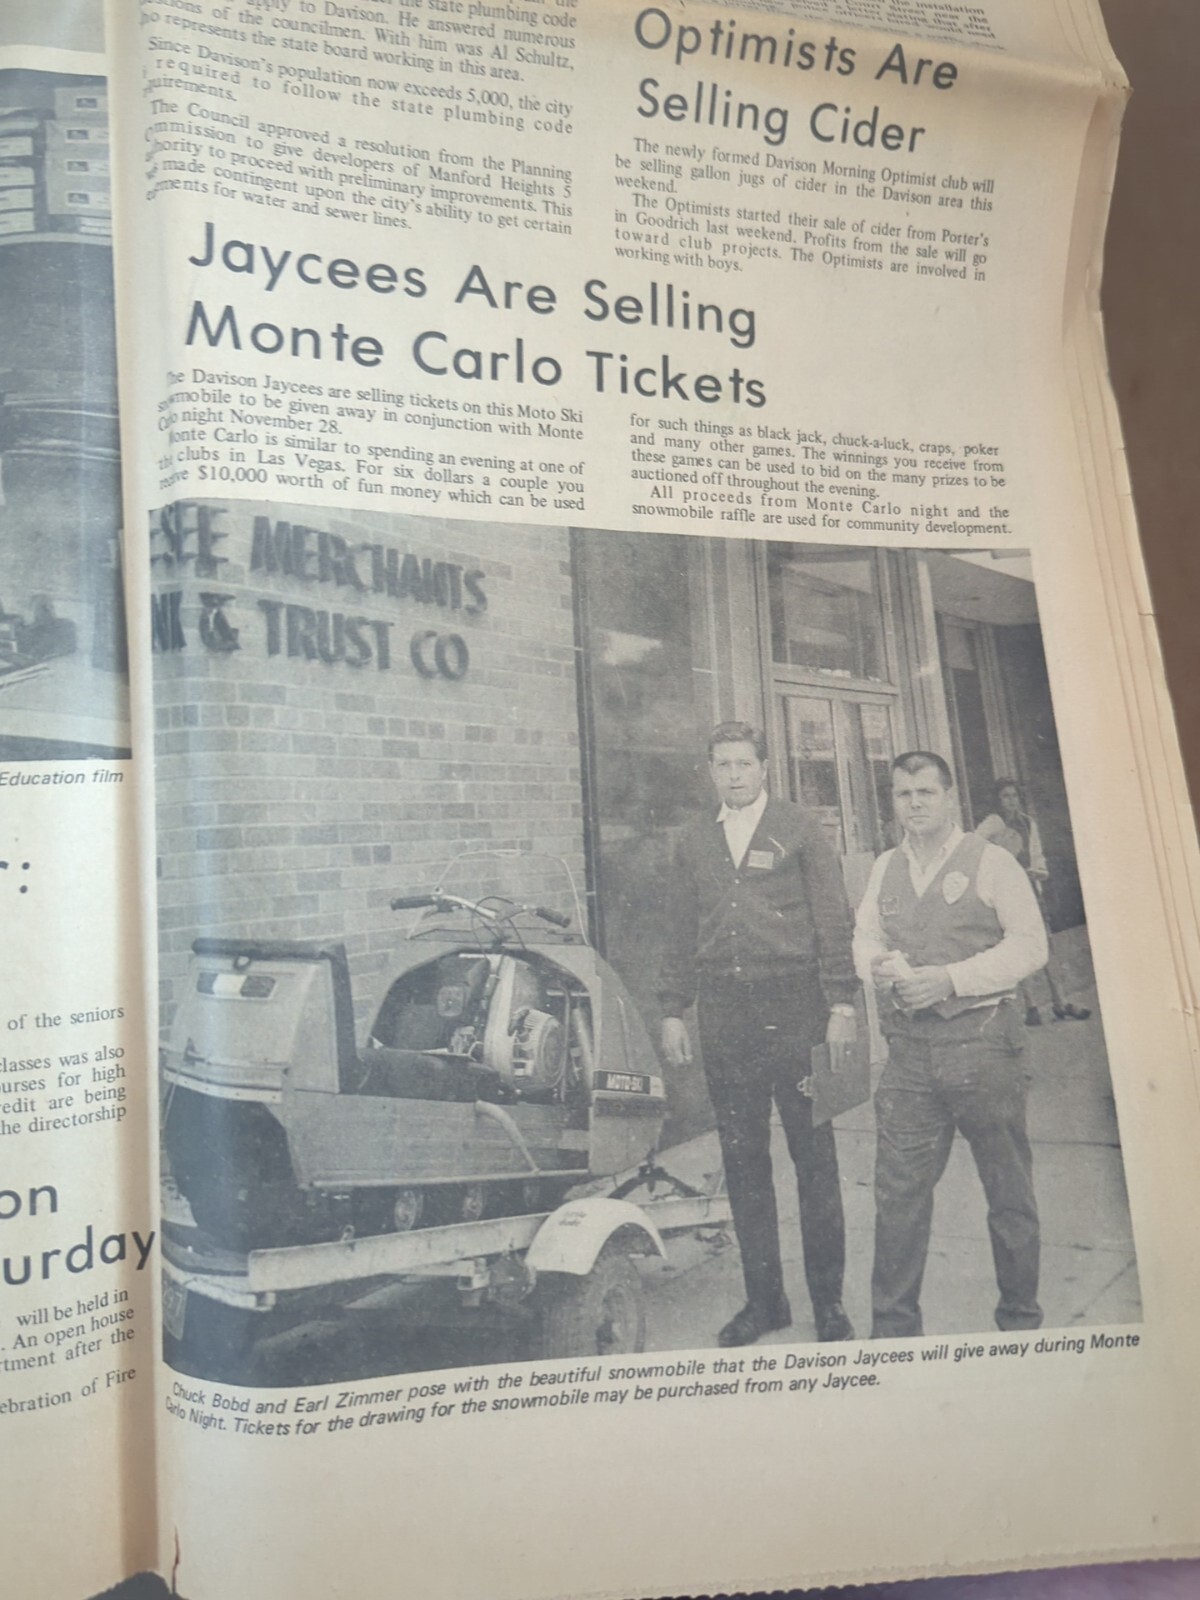 the state plumbing code
apply to Davison. He answered numerous
of the councilmen. With him was Al Schultz,
represents the state board working in this area.
Since Davison's population now exceeds 5,000, the city
required to follow the state plumbing code
The Council approved a resolution from the Planning
to give developers of Manford Heights 5
to proceed with preliminary improvements. This
made contingent upon the city's ability to get certain
for water and sewer lines.
Optimists Are
Selling Cider
The newly formed Davison Morning Optimist club will
be selling gallon jugs of cider in the Davison area this
weekend.
The Optimists started their sale of cider from Porter's
in Goodrich last weekend. Profits from the sale will go
toward club projects. The Optimists are involved in
working with boys.
Jaycees Are Selling
Monte Carlo Tickets
Davison Jaycees are selling tickets on this Moto Ski
to be given away in conjunction with Monte
night November 28.
Monte Carlo is similar to spending an evening at one of
clubs in Las Vegas. For six dollars a couple you
$10,000 worth of fun money which can be used
for such things as black jack, chuck-a-luck, craps, poker
and many other games. The winnings you receive from
these games can be used to bid on the many prizes to be
auctioned off throughout the evening.
All proceeds from Monte Carlo night and the
snowmobile raffle are used for community development.
SEE MERCHANTS
NK & TRUST CO
MOTO-SKI
Chuck Bobd and Earl Zimmer pose with the beautiful snowmobile that the Davison Jaycees will give away during Monte
Carlo Night. Tickets for the drawing for the snowmobile may be purchased from any Jaycee.
Education film
of the seniors
classes was also
urses for high
edit are being
he directorship
on
urday
will be held in
. An open house
rtment after the
ebration of Fire